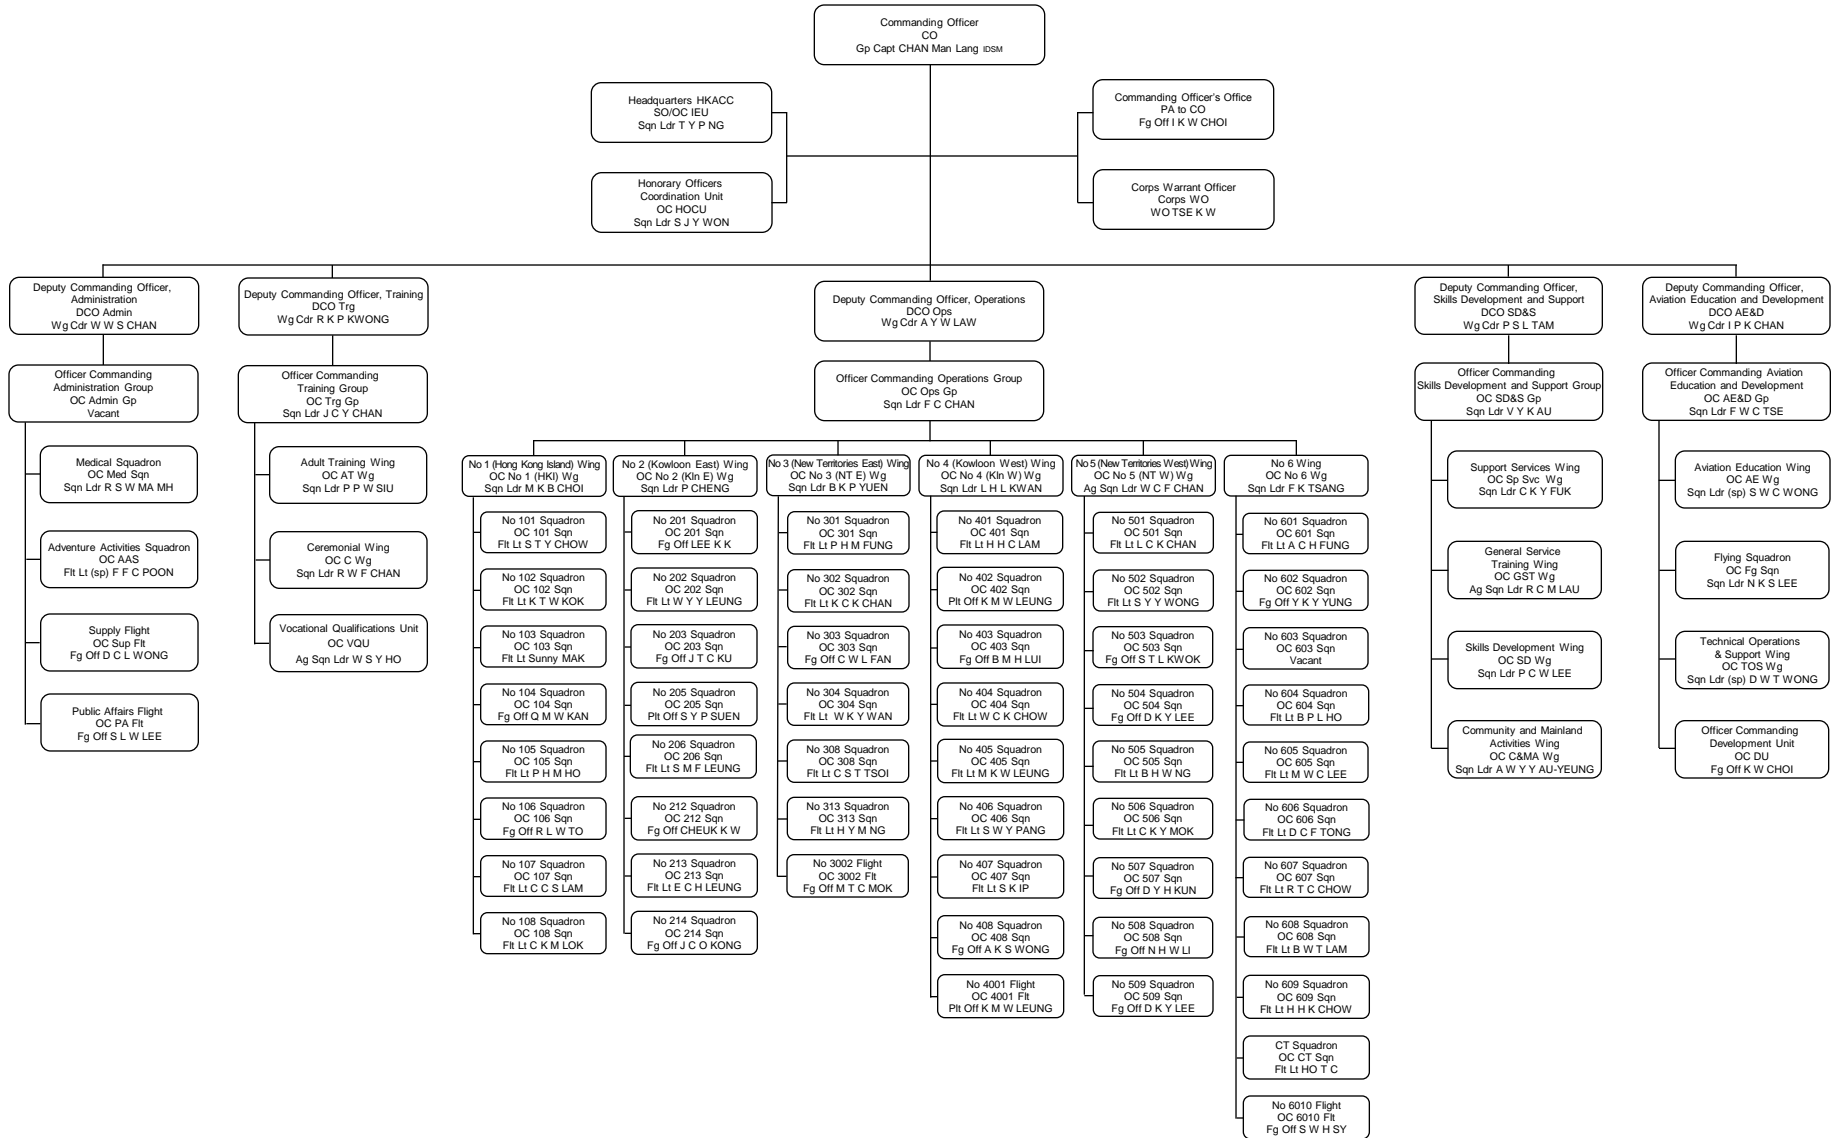 Commanding Officer
CO
Gp Capt CHAN Man Lang IDSM
Headquarters HKACC
SO/OC IEU
Sqn Ldr T Y P NG
Commanding Officer's Office
PA to CO
Fg Off I K W CHOI
Honorary Officers
Coordination Unit
OC HOCU
Sqn Ldr S J Y WON
Corps Warrant Officer
Corps WO
WO TSE K W
Deputy Commanding Officer,
Administration
DCO Admin
Wg Cdr W W S CHAN
Deputy Commanding Officer, Training
DCO Trg
Wg Cdr R K P KWONG
Deputy Commanding Officer, Operations
DCO Ops
Wg Cdr A Y W LAW
Deputy Commanding Officer,
Skills Development and Support
DCO SD&S
Wg Cdr P S L TAM
Deputy Commanding Officer,
Aviation Education and Development
DCO AE&D
Wg Cdr I P K CHAN
Officer Commanding
Administration Group
OC Admin Gp
Vacant
Officer Commanding
Training Group
OC Trg Gp
Sqn Ldr J C Y CHAN
Officer Commanding Operations Group
OC Ops Gp
Sqn Ldr F C CHAN
Officer Commanding
Skills Development and Support Group
OC SD&S Gp
Sqn Ldr V Y K AU
Officer Commanding Aviation
Education and Development
OC AE&D Gp
Sqn Ldr F W C TSE
Medical Squadron
OC Med Sqn
Sqn Ldr R S W MA MH
Adventure Activities Squadron
OC AAS
Flt Lt (sp) F F C POON
Supply Flight
OC Sup Flt
Fg Off D C L WONG
Public Affairs Flight
OC PA Flt
Fg Off S L W LEE
Adult Training Wing
OC AT Wg
Sqn Ldr P P W SIU
Ceremonial Wing
OC C Wg
Sqn Ldr R W F CHAN
Vocational Qualifications Unit
OC VQU
Ag Sqn Ldr W S Y HO
No 1 (Hong Kong Island) Wing
OC No 1 (HKI) Wg
Sqn Ldr M K B CHOI
No 101 Squadron
OC 101 Sqn
Flt Lt S T Y CHOW
No 102 Squadron
OC 102 Sqn
Flt Lt K T W KOK
No 103 Squadron
OC 103 Sqn
Flt Lt Sunny MAK
No 104 Squadron
OC 104 Sqn
Fg Off Q M W KAN
No 105 Squadron
OC 105 Sqn
Flt Lt P H M HO
No 106 Squadron
OC 106 Sqn
Fg Off R L W TO
No 107 Squadron
OC 107 Sqn
Flt Lt C C S LAM
No 108 Squadron
OC 108 Sqn
Flt Lt C K M LOK
No 2 (Kowloon East) Wing
OC No 2 (Kln E) Wg
Sqn Ldr P CHENG
No 201 Squadron
OC 201 Sqn
Fg Off LEE K K
No 202 Squadron
OC 202 Sqn
Flt Lt W Y Y LEUNG
No 203 Squadron
OC 203 Sqn
Fg Off J T C KU
No 205 Squadron
OC 205 Sqn
Plt Off S Y P SUEN
No 206 Squadron
OC 206 Sqn
Flt Lt S M F LEUNG
No 212 Squadron
OC 212 Sqn
Fg Off CHEUK K W
No 213 Squadron
OC 213 Sqn
Flt Lt E C H LEUNG
No 214 Squadron
OC 214 Sqn
Fg Off J C O KONG
No 3 (New Territories East) Wing
OC No 3 (NT E) Wg
Sqn Ldr B K P YUEN
No 301 Squadron
OC 301 Sqn
Flt Lt P H M FUNG
No 302 Squadron
OC 302 Sqn
Flt Lt K C K CHAN
No 303 Squadron
OC 303 Sqn
Fg Off C W L FAN
No 304 Squadron
OC 304 Sqn
Flt Lt W K Y WAN
No 308 Squadron
OC 308 Sqn
Flt Lt C S T TSOI
No 313 Squadron
OC 313 Sqn
Flt Lt H Y M NG
No 3002 Flight
OC 3002 Flt
Fg Off M T C MOK
No 4 (Kowloon West) Wing
OC No 4 (Kln W) Wg
Sqn Ldr L H L KWAN
No 401 Squadron
OC 401 Sqn
Flt Lt H H C LAM
No 402 Squadron
OC 402 Sqn
Plt Off K M W LEUNG
No 403 Squadron
OC 403 Sqn
Fg Off B M H LUI
No 404 Squadron
OC 404 Sqn
Flt Lt W C K CHOW
No 405 Squadron
OC 405 Sqn
Flt Lt M K W LEUNG
No 406 Squadron
OC 406 Sqn
Flt Lt S W Y PANG
No 407 Squadron
OC 407 Sqn
Flt Lt S K IP
No 408 Squadron
OC 408 Sqn
Fg Off A K S WONG
No 4001 Flight
OC 4001 Flt
Plt Off K M W LEUNG
No 5 (New Territories West) Wing
OC No 5 (NT W) Wg
Ag Sqn Ldr W C F CHAN
No 501 Squadron
OC 501 Sqn
Flt Lt L C K CHAN
No 502 Squadron
OC 502 Sqn
Flt Lt S Y Y WONG
No 503 Squadron
OC 503 Sqn
Fg Off S T L KWOK
No 504 Squadron
OC 504 Sqn
Fg Off D K Y LEE
No 505 Squadron
OC 505 Sqn
Flt Lt B H W NG
No 506 Squadron
OC 506 Sqn
Flt Lt C K Y MOK
No 507 Squadron
OC 507 Sqn
Fg Off D Y H KUN
No 508 Squadron
OC 508 Sqn
Fg Off N H W LI
No 509 Squadron
OC 509 Sqn
Fg Off D K Y LEE
No 6 Wing
OC No 6 Wg
Sqn Ldr F K TSANG
No 601 Squadron
OC 601 Sqn
Flt Lt A C H FUNG
No 602 Squadron
OC 602 Sqn
Fg Off Y K Y YUNG
No 603 Squadron
OC 603 Sqn
Vacant
No 604 Squadron
OC 604 Sqn
Flt Lt B P L HO
No 605 Squadron
OC 605 Sqn
Flt Lt M W C LEE
No 606 Squadron
OC 606 Sqn
Flt Lt D C F TONG
No 607 Squadron
OC 607 Sqn
Flt Lt R T C CHOW
No 608 Squadron
OC 608 Sqn
Flt Lt B W T LAM
No 609 Squadron
OC 609 Sqn
Flt Lt H H K CHOW
CT Squadron
OC CT Sqn
Flt Lt HO T C
No 6010 Flight
OC 6010 Flt
Fg Off S W H SY
Support Services Wing
OC Sp Svc Wg
Sqn Ldr C K Y FUK
General Service
Training Wing
OC GST Wg
Ag Sqn Ldr R C M LAU
Skills Development Wing
OC SD Wg
Sqn Ldr P C W LEE
Community and Mainland
Activities Wing
OC C&MA Wg
Sqn Ldr A W Y Y AU-YEUNG
Aviation Education Wing
OC AE Wg
Sqn Ldr (sp) S W C WONG
Flying Squadron
OC Fg Sqn
Sqn Ldr N K S LEE
Technical Operations
& Support Wing
OC TOS Wg
Sqn Ldr (sp) D W T WONG
Officer Commanding
Development Unit
OC DU
Fg Off K W CHOI